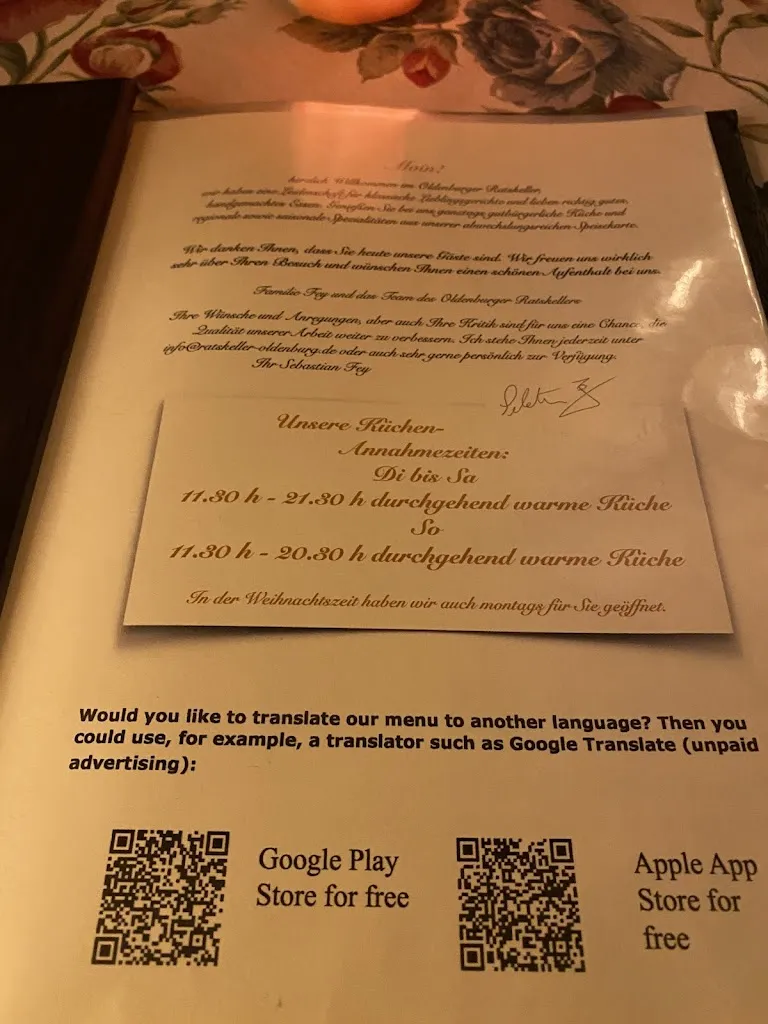 Moin!
herzlich Willkommen im Oldenburger Ratskeller,
wir haben eine Leidenschaft für klassische Lieblingsgerichte und lieben richtig gutes,
handgemachtes Essen. Genießen Sie bei uns ganztags gutbürgerliche Küche und
regionale sowie saisonale Spezialitäten aus unserer abwechslungsreichen Speisekarte.
Wir danken Ihnen, dass Sie heute unsere Gäste sind. Wir freuen uns wirklich
sehr über Ihren Besuch und wünschen Ihnen einen schönen Aufenthalt bei uns.
Familie Fey und das Team des Oldenburger Ratskellers
Ihre Wünsche und Anregungen, aber auch Ihre Kritik sind für uns eine Chance, die
Qualität unserer Arbeit weiter zu verbessern. Ich stehe Ihnen jederzeit unter
info@ratskeller-oldenburg.de oder auch sehr gerne persönlich zur Verfügung.
Ihr Sebastian Fey
Unsere Küchen-
Annahmezeiten:
Di bis Sa
11.30 h - 21.30 h durchgehend warme Küche
So
11.30 h - 20.30 h durchgehend warme Küche
In der Weihnachtszeit haben wir auch montags für Sie geöffnet.
Would you like to translate our menu to another language? Then you
could use, for example, a translator such as Google Translate (unpaid
advertising):
Google Play
Store for free
Apple App
Store for
free